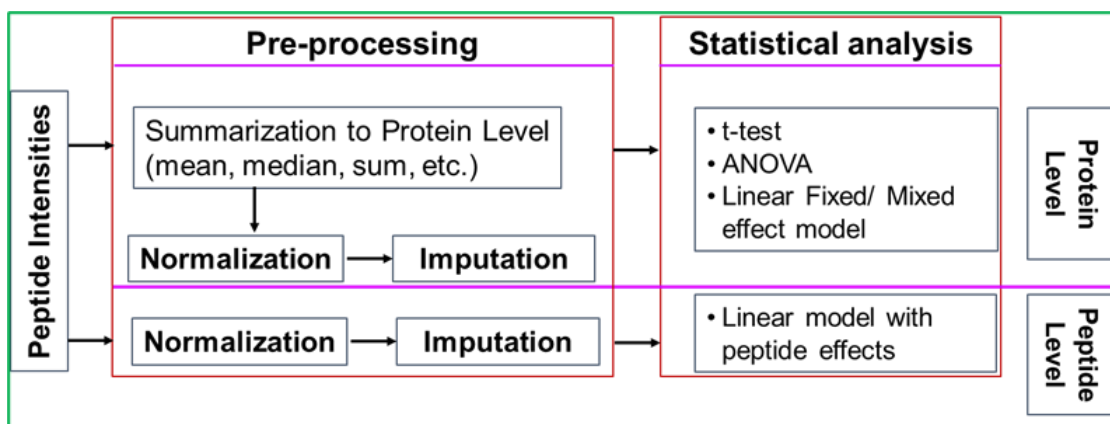 Pre-processing
Statistical analysis
Peptide Intensities
Summarization to Protein Level
(mean, median, sum, etc.)
Normalization
Imputation
• t-test
• ANOVA
• Linear Fixed/ Mixed
effect model
Protein
Level
Normalization
Imputation
• Linear model with
peptide effects
Peptide
Level